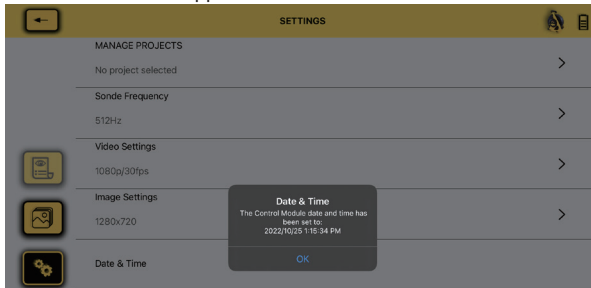 SETTINGS
MANAGE PROJECTS
No project selected
Sonde Frequency
512Hz
Video Settings
1080p/30fps
Image Settings
1280x720
Date & Time
Date & Time
The Control Module date and time has
been set to:
2022/10/25 1:15:34 PM
OK